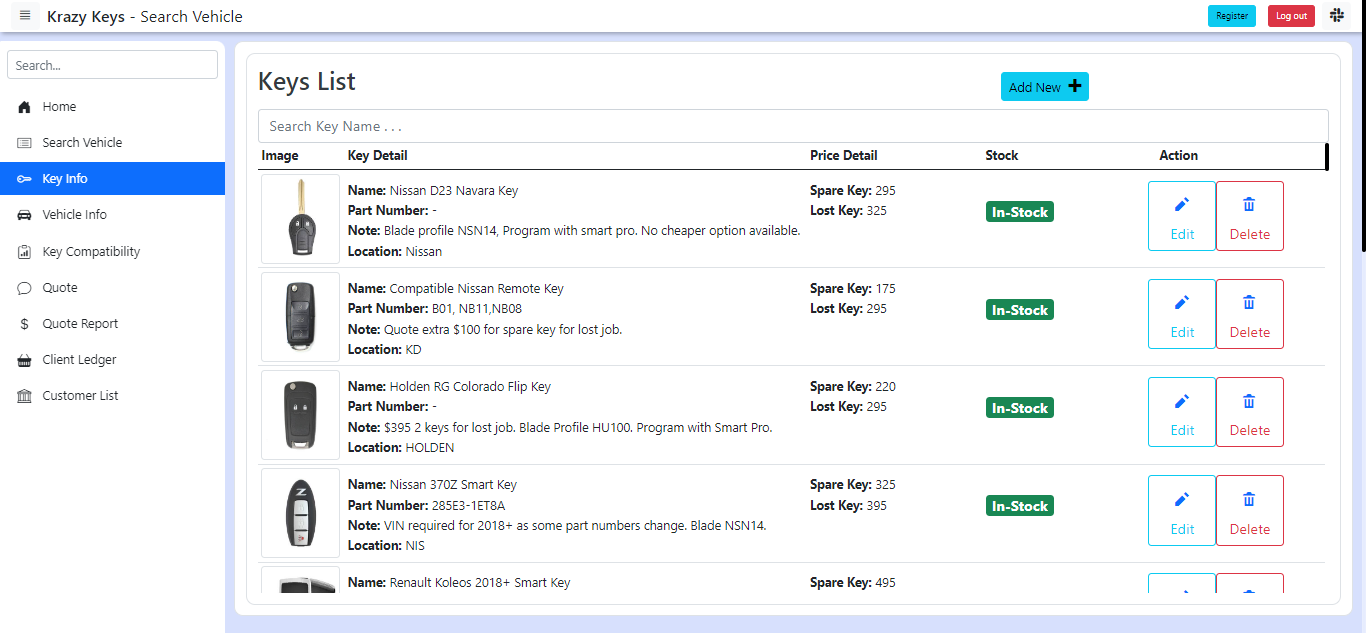 Krazy Keys - Search Vehicle
Register
Log out
Search...
Home
Search Vehicle
Key Info
Vehicle Info
Key Compatibility
Quote
$ Quote Report
Client Ledger
Customer List
Keys List
Add New +
Search Key Name . . .
Image Key Detail Price Detail Stock Action
Name: Nissan D23 Navara Key
Part Number: -
Note: Blade profile NSN14, Program with smart pro. No cheaper option available.
Location: Nissan
Spare Key: 295
Lost Key: 325
In-Stock
Edit
Delete
Name: Compatible Nissan Remote Key
Part Number: B01, NB11,NB08
Note: Quote extra $100 for spare key for lost job.
Location: KD
Spare Key: 175
Lost Key: 295
In-Stock
Edit
Delete
Name: Holden RG Colorado Flip Key
Part Number: -
Note: $395 2 keys for lost job. Blade Profile HU100. Program with Smart Pro.
Location: HOLDEN
Spare Key: 220
Lost Key: 295
In-Stock
Edit
Delete
Z
Name: Nissan 370Z Smart Key
Part Number: 285E3-1ET8A
Note: VIN required for 2018+ as some part numbers change. Blade NSN14.
Location: NIS
Spare Key: 325
Lost Key: 395
In-Stock
Edit
Delete
Name: Renault Koleos 2018+ Smart Key
Spare Key: 495